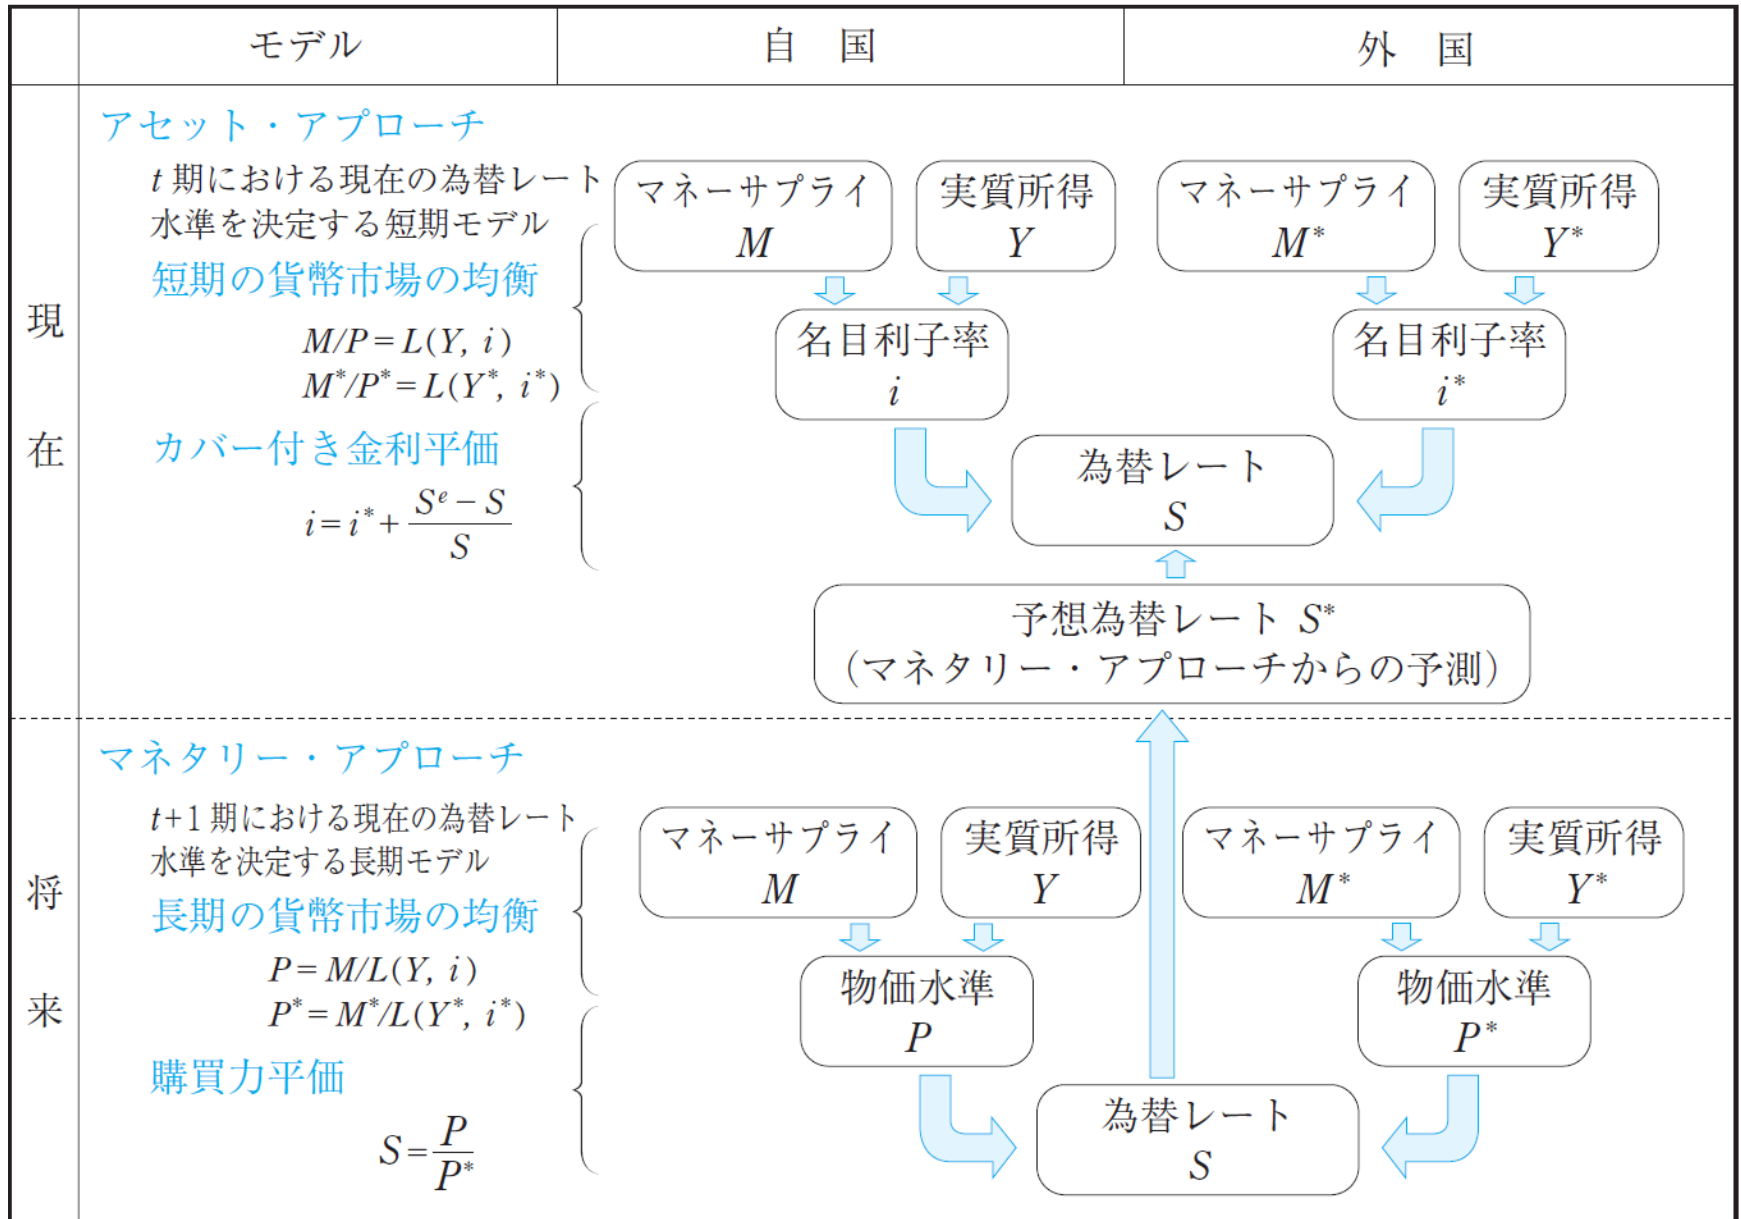 モデル
自 国
外 国
現在
アセット・アプローチ
t 期における現在の為替レート
水準を決定する短期モデル
短期の貨幣市場の均衡
M/P = L(Y, i)
M*/P* = L(Y*, i*)
カバー付き金利平価
i = i* + (Sᵉ − S)/S
マネーサプライ
M
実質所得
Y
マネーサプライ
M*
実質所得
Y*
名目利子率
i
名目利子率
i*
為替レート
S
予想為替レート S*
（マネタリー・アプローチからの予測）
将来
マネタリー・アプローチ
t+1 期における現在の為替レート
水準を決定する長期モデル
長期の貨幣市場の均衡
P = M/L(Y, i)
P* = M*/L(Y*, i*)
購買力平価
S = P/P*
マネーサプライ
M
実質所得
Y
マネーサプライ
M*
実質所得
Y*
物価水準
P
物価水準
P*
為替レート
S